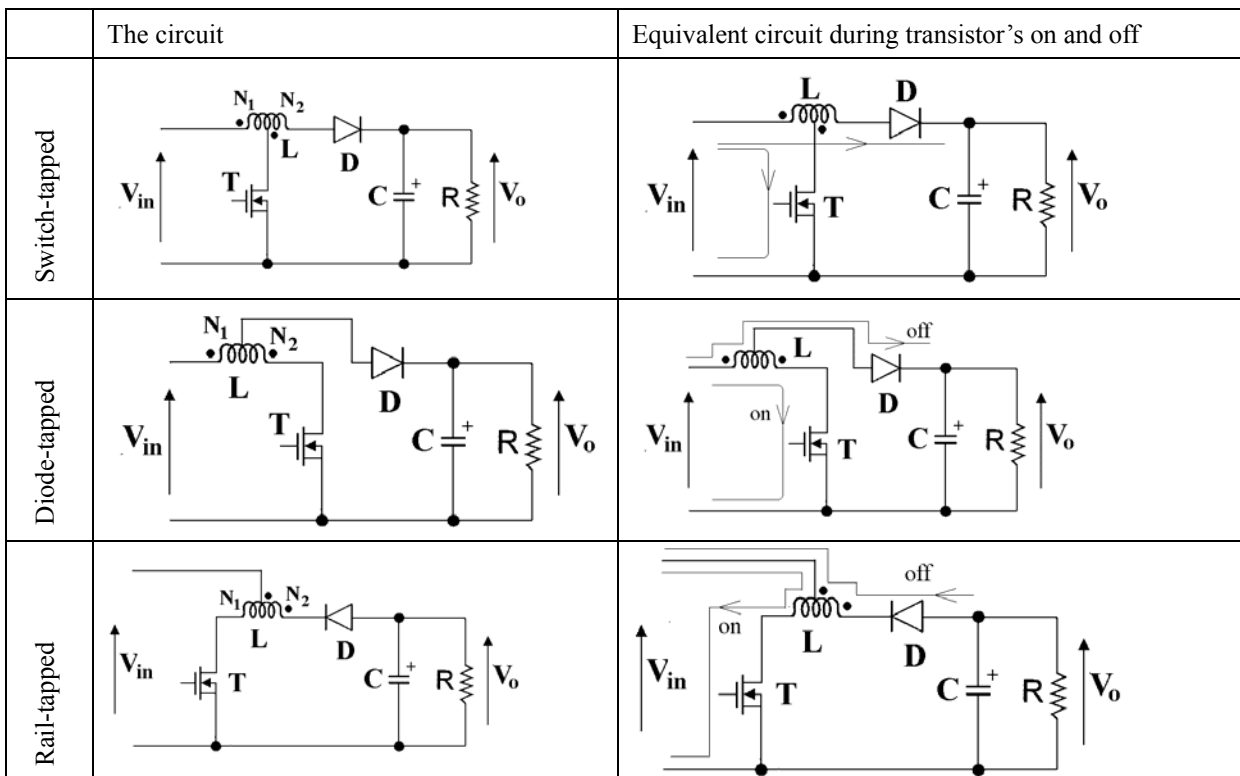 The circuit
Equivalent circuit during transistor’s on and off
Switch-tapped
N1 N2
L
D
T
Vin
C +
R
Vo
L
D
Vin
T
C +
R
Vo
Diode-tapped
N1 N2
L
D
T
Vin
C +
R
Vo
off
L
D
on
Vin
T
C +
R
Vo
Rail-tapped
N1 N2
L
D
Vin
T
C +
R
Vo
off
on
L
D
Vin
T
C +
R
Vo